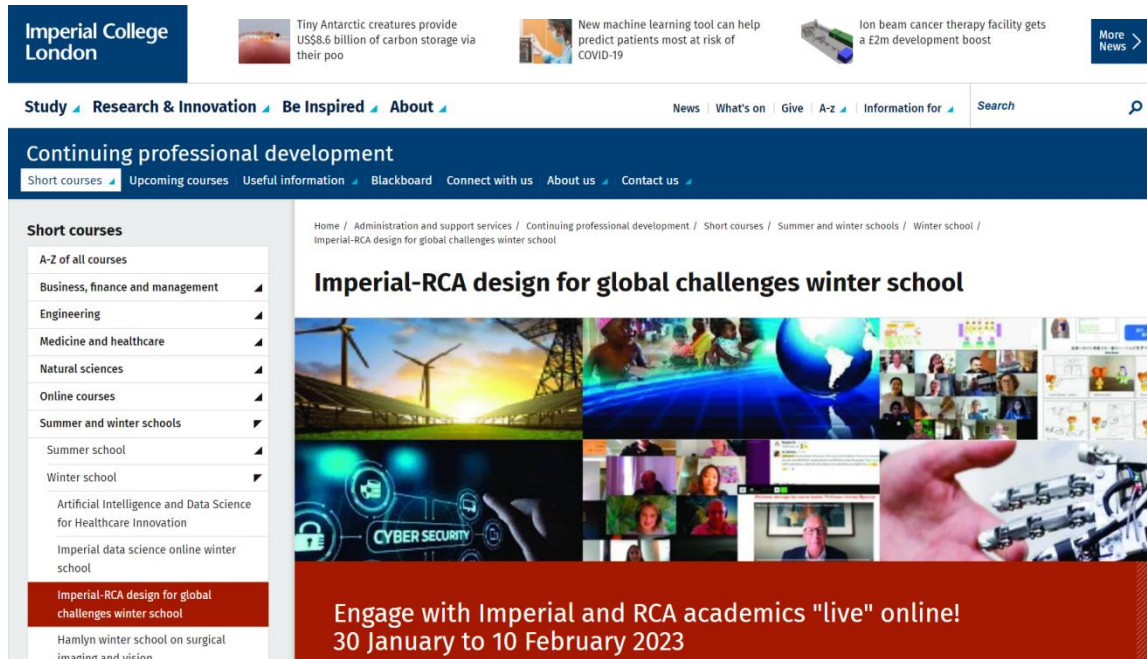 Imperial College
London
Tiny Antarctic creatures provide
US$8.6 billion of carbon storage via
their poo
New machine learning tool can help
predict patients most at risk of
COVID-19
Ion beam cancer therapy facility gets
a £2m development boost
More
News
Study Research & Innovation Be Inspired About
News What's on Give A-z Information for Search
Continuing professional development
Short courses Upcoming courses Useful information Blackboard Connect with us About us Contact us
Short courses
A-Z of all courses
Business, finance and management
Engineering
Medicine and healthcare
Natural sciences
Online courses
Summer and winter schools
Summer school
Winter school
Artificial Intelligence and Data Science
for Healthcare Innovation
Imperial data science online winter
school
Imperial-RCA design for global
challenges winter school
Hamlyn winter school on surgical
imaging and vision
Home / Administration and support services / Continuing professional development / Short courses / Summer and winter schools / Winter school /
Imperial-RCA design for global challenges winter school
Imperial-RCA design for global challenges winter school
CYBER SECURITY
Engage with Imperial and RCA academics "live" online!
30 January to 10 February 2023